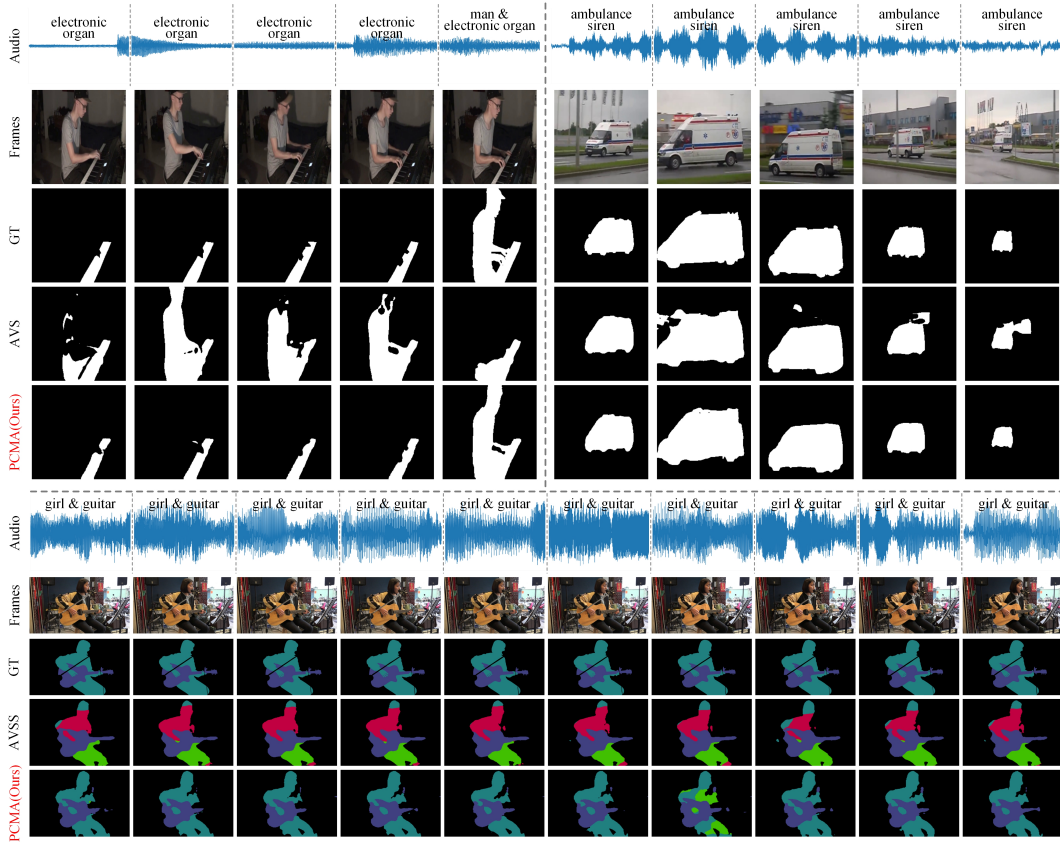 electronic
organ
electronic
organ
electronic
organ
electronic
organ
man &
electronic organ
ambulance
siren
ambulance
siren
ambulance
siren
ambulance
siren
ambulance
siren
Audio
Frames
GT
AVS
PCMA(Ours)
girl & guitar
girl & guitar
girl & guitar
girl & guitar
girl & guitar
girl & guitar
girl & guitar
girl & guitar
girl & guitar
girl & guitar
Audio
Frames
GT
AVSS
PCMA(Ours)